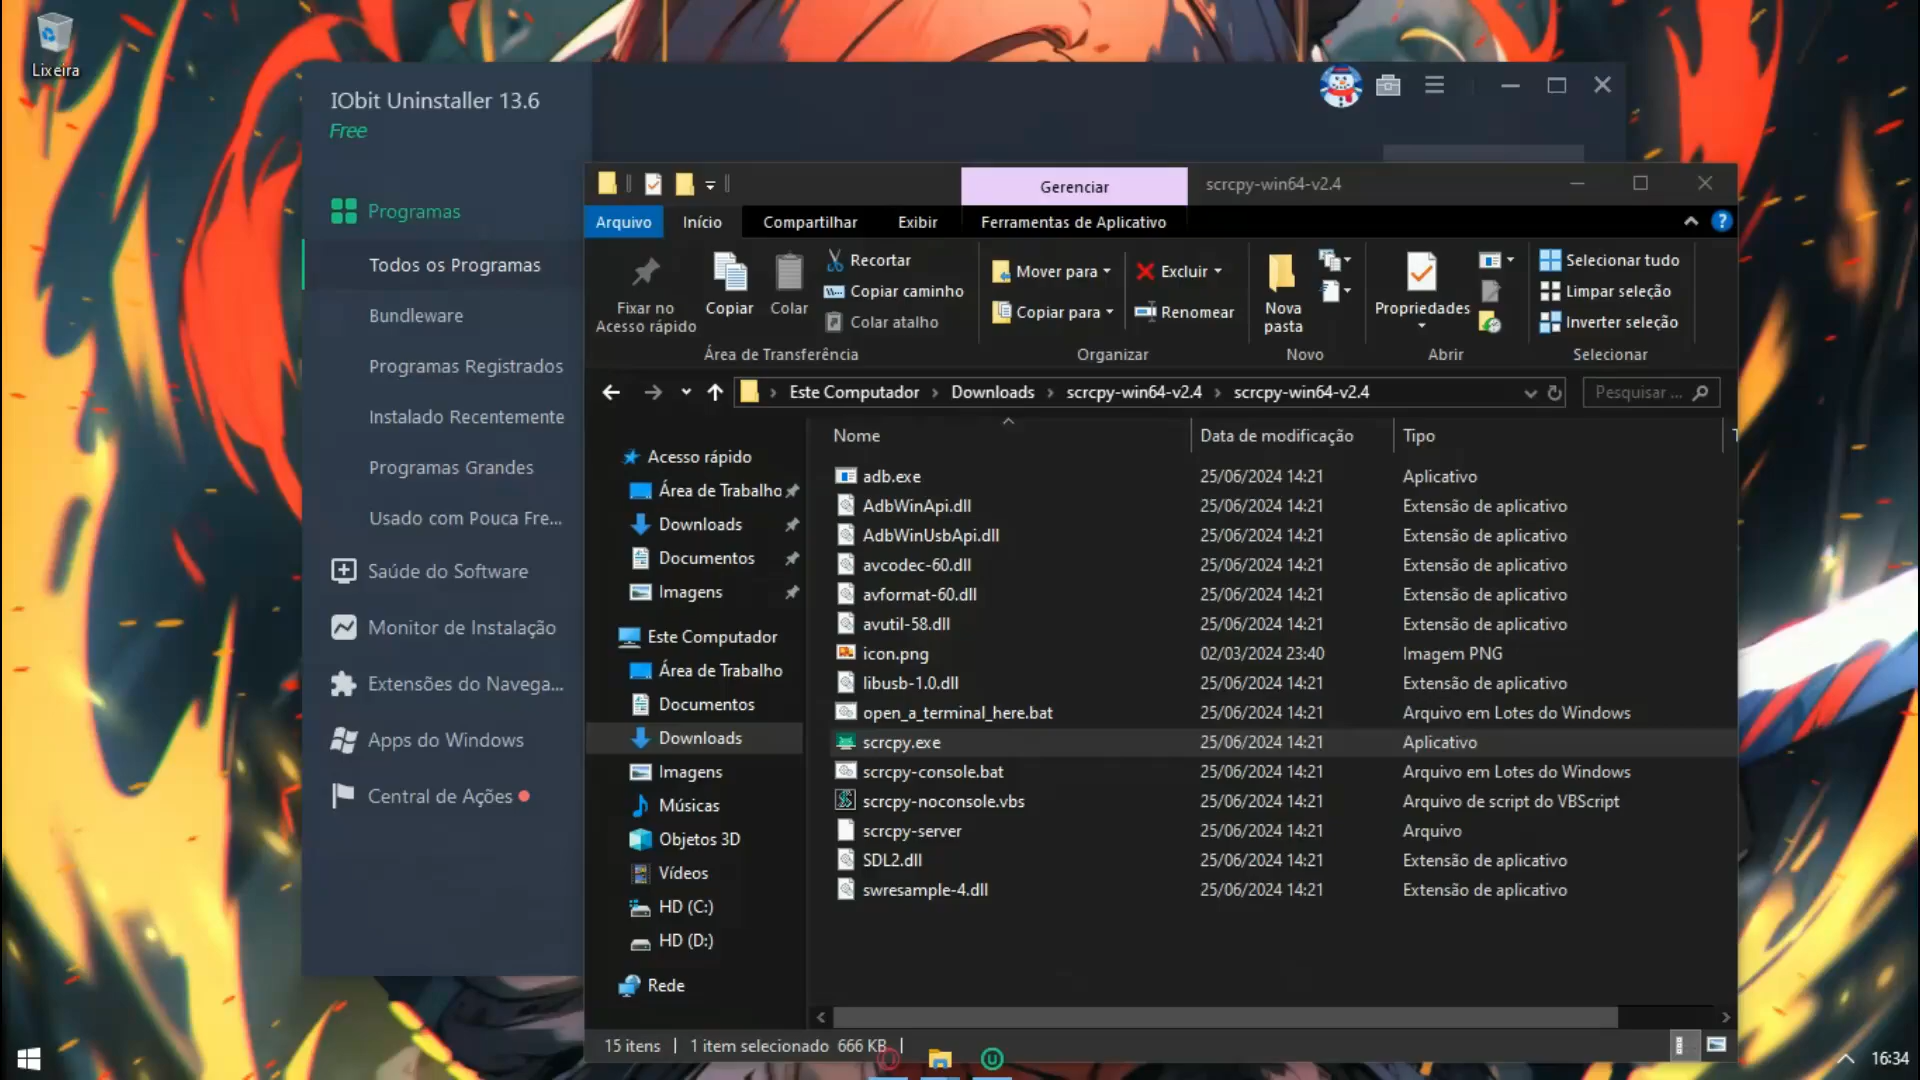 Lixeira
IObit Uninstaller 13.6
Free
Programas
Todos os Programas
Bundleware
Programas Registrados
Instalado Recentemente
Programas Grandes
Usado com Pouca Fre...
Saúde do Software
Monitor de Instalação
Extensões do Navega...
Apps do Windows
Central de Ações
Gerenciar
scrcpy-win64-v2.4
Arquivo
Início
Compartilhar
Exibir
Ferramentas de Aplicativo
Fixar no
Acesso rápido
Copiar
Colar
Recortar
Copiar caminho
Colar atalho
Área de Transferência
Mover para
Copiar para
Excluir
Renomear
Organizar
Nova
pasta
Novo
Propriedades
Abrir
Selecionar tudo
Limpar seleção
Inverter seleção
Selecionar
Este Computador > Downloads > scrcpy-win64-v2.4 > scrcpy-win64-v2.4
Pesquisar ...
Acesso rápido
Área de Trabalho
Downloads
Documentos
Imagens
Este Computador
Área de Trabalho
Documentos
Downloads
Imagens
Músicas
Objetos 3D
Vídeos
HD (C:)
HD (D:)
Rede
Nome Data de modificação Tipo
adb.exe 25/06/2024 14:21 Aplicativo
AdbWinApi.dll 25/06/2024 14:21 Extensão de aplicativo
AdbWinUsbApi.dll 25/06/2024 14:21 Extensão de aplicativo
avcodec-60.dll 25/06/2024 14:21 Extensão de aplicativo
avformat-60.dll 25/06/2024 14:21 Extensão de aplicativo
avutil-58.dll 25/06/2024 14:21 Extensão de aplicativo
icon.png 02/03/2024 23:40 Imagem PNG
libusb-1.0.dll 25/06/2024 14:21 Extensão de aplicativo
open_a_terminal_here.bat 25/06/2024 14:21 Arquivo em Lotes do Windows
scrcpy.exe 25/06/2024 14:21 Aplicativo
scrcpy-console.bat 25/06/2024 14:21 Arquivo em Lotes do Windows
scrcpy-noconsole.vbs 25/06/2024 14:21 Arquivo de script do VBScript
scrcpy-server 25/06/2024 14:21 Arquivo
SDL2.dll 25/06/2024 14:21 Extensão de aplicativo
swresample-4.dll 25/06/2024 14:21 Extensão de aplicativo
15 itens | 1 item selecionado 666 KB |
16:34